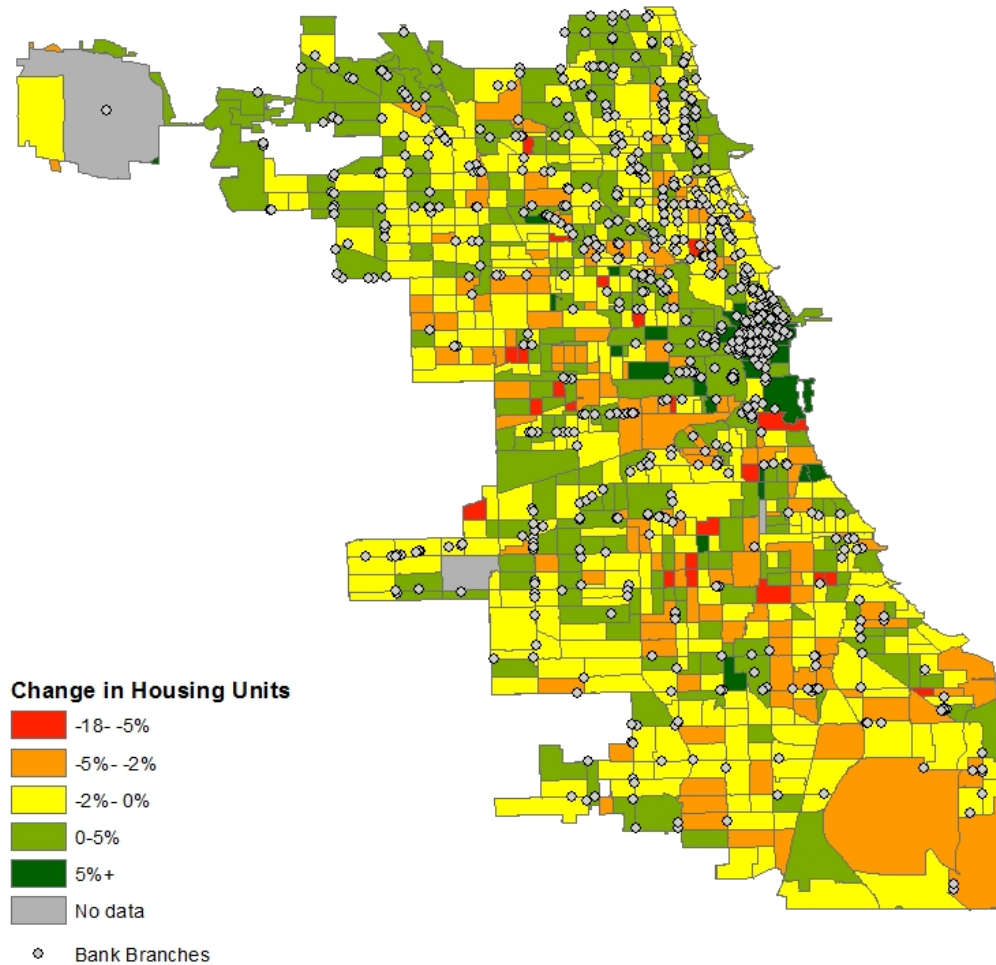 Change in Housing Units
-18- -5%
-5%- -2%
-2%- 0%
0-5%
5%+
No data
Bank Branches